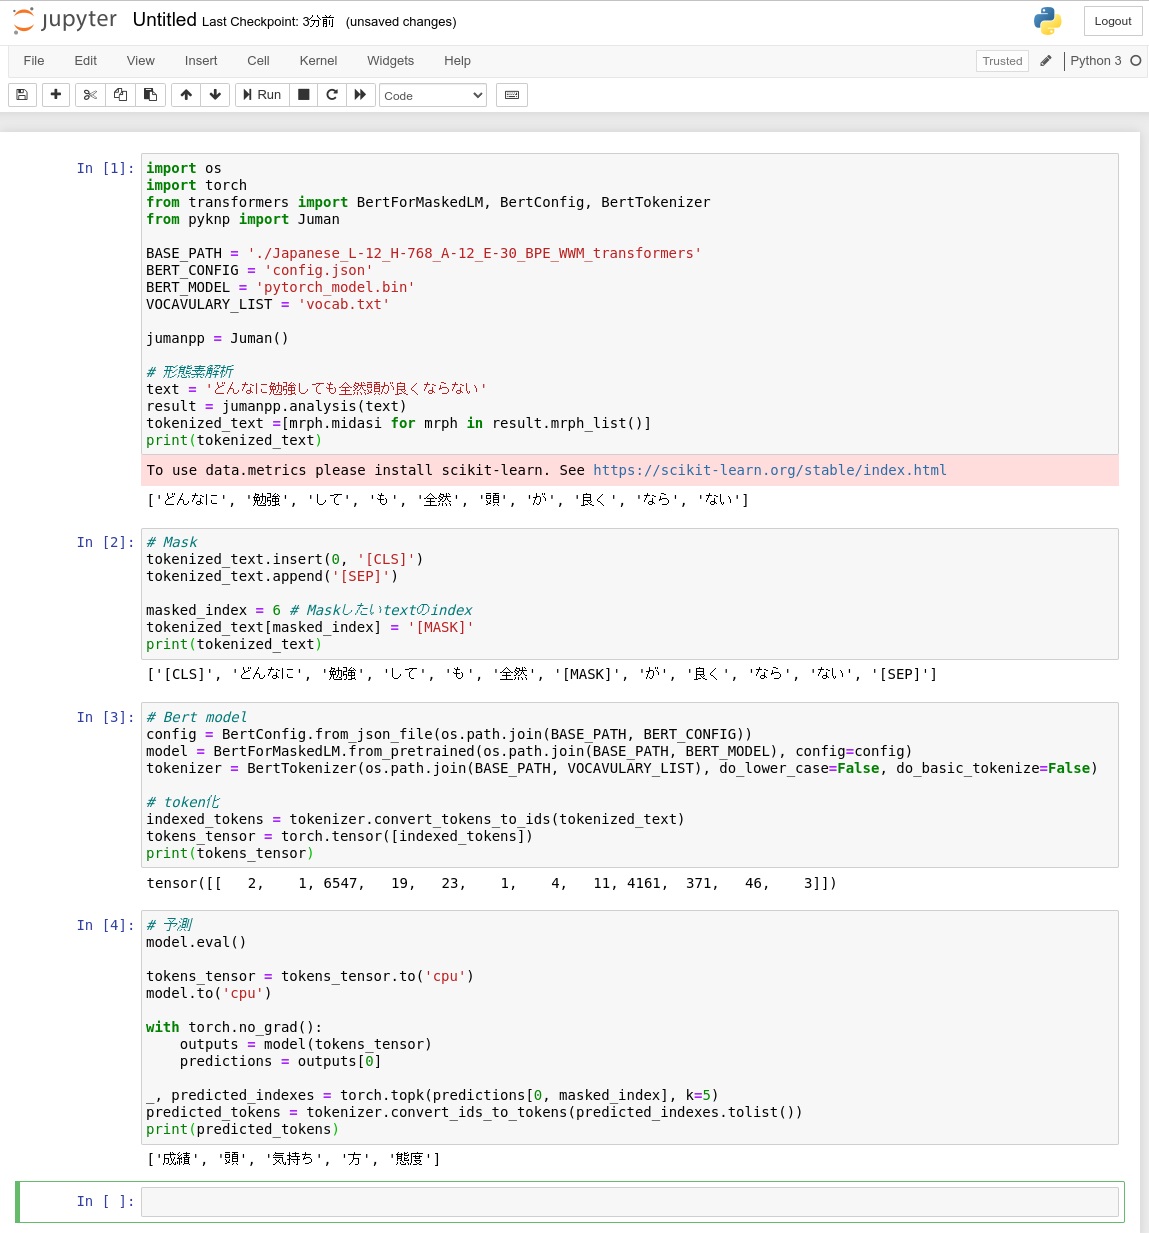 jupyter Untitled Last Checkpoint: 3分前 (unsaved changes) Logout
File Edit View Insert Cell Kernel Widgets Help Trusted Python 3
Run Code
In [1]: import os
import torch
from transformers import BertForMaskedLM, BertConfig, BertTokenizer
from pyknp import Juman
BASE_PATH = './Japanese_L-12_H-768_A-12_E-30_BPE_WWM_transformers'
BERT_CONFIG = 'config.json'
BERT_MODEL = 'pytorch_model.bin'
VOCAVULARY_LIST = 'vocab.txt'
jumanpp = Juman()
# 形態素解析
text = 'どんなに勉強しても全然頭が良くならない'
result = jumanpp.analysis(text)
tokenized_text =[mrph.midasi for mrph in result.mrph_list()]
print(tokenized_text)
To use data.metrics please install scikit-learn. See https://scikit-learn.org/stable/index.html
['どんなに', '勉強', 'して', 'も', '全然', '頭', 'が', '良く', 'なら', 'ない']
In [2]: # Mask
tokenized_text.insert(0, '[CLS]')
tokenized_text.append('[SEP]')
masked_index = 6 # Maskしたいtextのindex
tokenized_text[masked_index] = '[MASK]'
print(tokenized_text)
['[CLS]', 'どんなに', '勉強', 'して', 'も', '全然', '[MASK]', 'が', '良く', 'なら', 'ない', '[SEP]']
In [3]: # Bert model
config = BertConfig.from_json_file(os.path.join(BASE_PATH, BERT_CONFIG))
model = BertForMaskedLM.from_pretrained(os.path.join(BASE_PATH, BERT_MODEL), config=config)
tokenizer = BertTokenizer(os.path.join(BASE_PATH, VOCAVULARY_LIST), do_lower_case=False, do_basic_tokenize=False)
# token化
indexed_tokens = tokenizer.convert_tokens_to_ids(tokenized_text)
tokens_tensor = torch.tensor([indexed_tokens])
print(tokens_tensor)
tensor([[   2,    1, 6547,   19,   23,    1,    4,   11, 4161,  371,   46,    3]])
In [4]: # 予測
model.eval()
tokens_tensor = tokens_tensor.to('cpu')
model.to('cpu')
with torch.no_grad():
    outputs = model(tokens_tensor)
    predictions = outputs[0]
_, predicted_indexes = torch.topk(predictions[0, masked_index], k=5)
predicted_tokens = tokenizer.convert_ids_to_tokens(predicted_indexes.tolist())
print(predicted_tokens)
['成績', '頭', '気持ち', '方', '態度']
In [ ]: